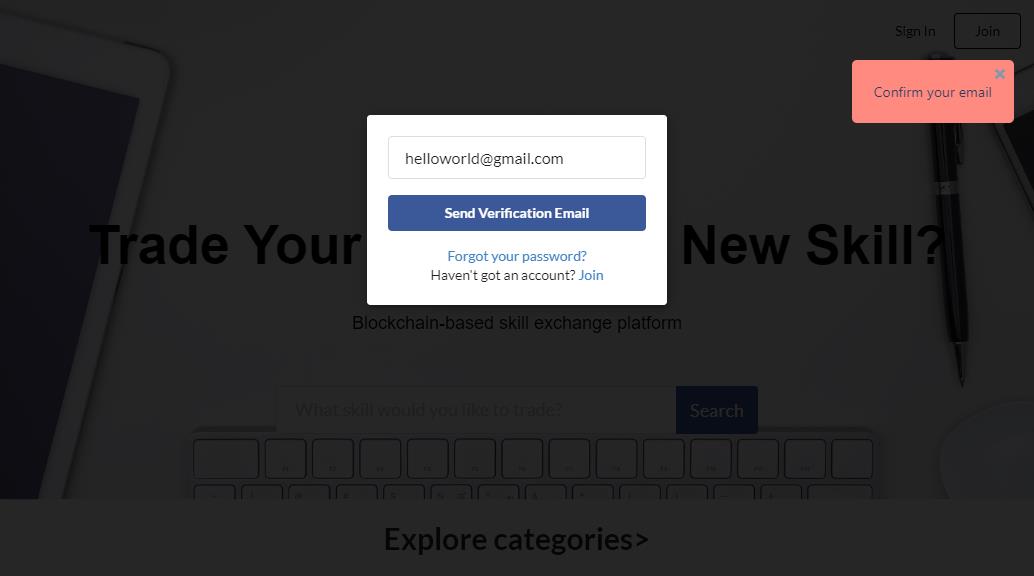 Sign In
Join
Confirm your email
helloworld@gmail.com
Send Verification Email
Forgot your password?
Haven't got an account? Join
Trade Your New Skill?
Blockchain-based skill exchange platform
What skill would you like to trade?
Search
Explore categories>